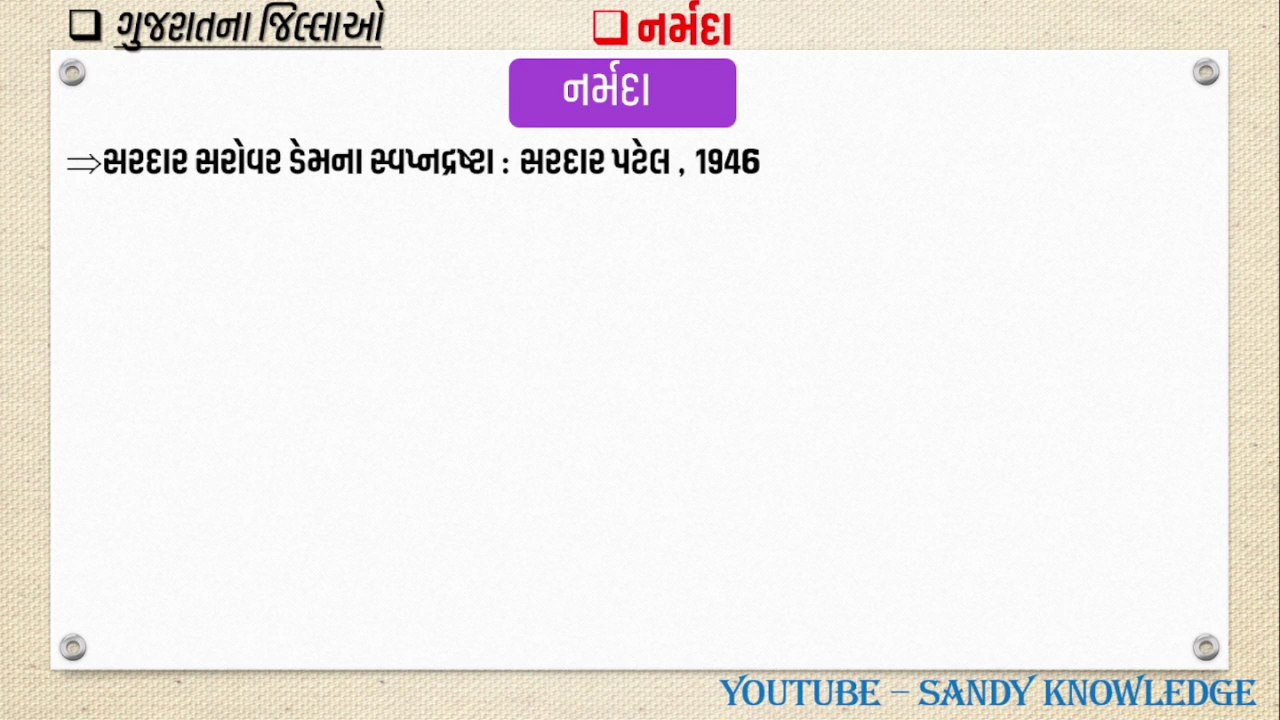 ❑ ગુજરાતના જિલ્લાઓ
❑ નર્મદા
નર્મદા
⇒સરદાર સરોવર ડેમના સ્વપ્નદ્રષ્ટા : સરદાર પટેલ , 1946
YOUTUBE – SANDY KNOWLEDGE